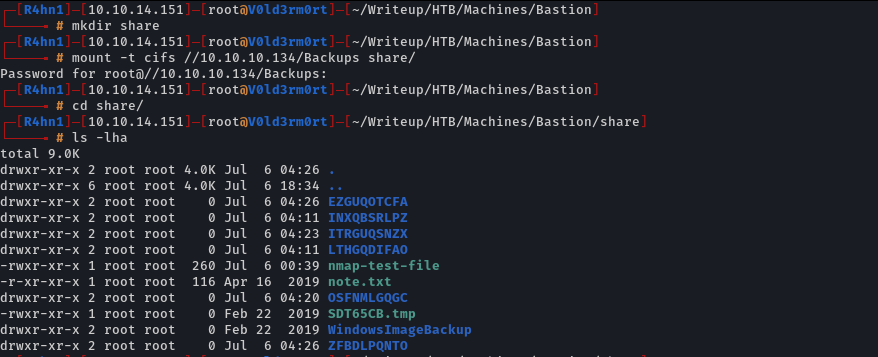 ┌─[R4hn1]─[10.10.14.151]─[root@V0ld3rm0rt]─[~/Writeup/HTB/Machines/Bastion]
└──╼ # mkdir share
┌─[R4hn1]─[10.10.14.151]─[root@V0ld3rm0rt]─[~/Writeup/HTB/Machines/Bastion]
└──╼ # mount -t cifs //10.10.10.134/Backups share/
Password for root@//10.10.10.134/Backups:
┌─[R4hn1]─[10.10.14.151]─[root@V0ld3rm0rt]─[~/Writeup/HTB/Machines/Bastion]
└──╼ # cd share/
┌─[R4hn1]─[10.10.14.151]─[root@V0ld3rm0rt]─[~/Writeup/HTB/Machines/Bastion/share]
└──╼ # ls -lha
total 9.0K
drwxr-xr-x 2 root root 4.0K Jul  6 04:26 .
drwxr-xr-x 6 root root 4.0K Jul  6 18:34 ..
drwxr-xr-x 2 root root    0 Jul  6 04:26 EZGUQOTCFA
drwxr-xr-x 2 root root    0 Jul  6 04:11 INXQBSRLPZ
drwxr-xr-x 2 root root    0 Jul  6 04:23 ITRGUQSNZX
drwxr-xr-x 2 root root    0 Jul  6 04:11 LTHGQDIFAO
-rwxr-xr-x 1 root root  260 Jul  6 00:39 nmap-test-file
-r-xr-xr-x 1 root root  116 Apr 16  2019 note.txt
drwxr-xr-x 2 root root    0 Jul  6 04:20 OSFNMLGQGC
-rwxr-xr-x 1 root root    0 Feb 22  2019 SDT65CB.tmp
drwxr-xr-x 2 root root    0 Feb 22  2019 WindowsImageBackup
drwxr-xr-x 2 root root    0 Jul  6 04:26 ZFBDLPQNTO